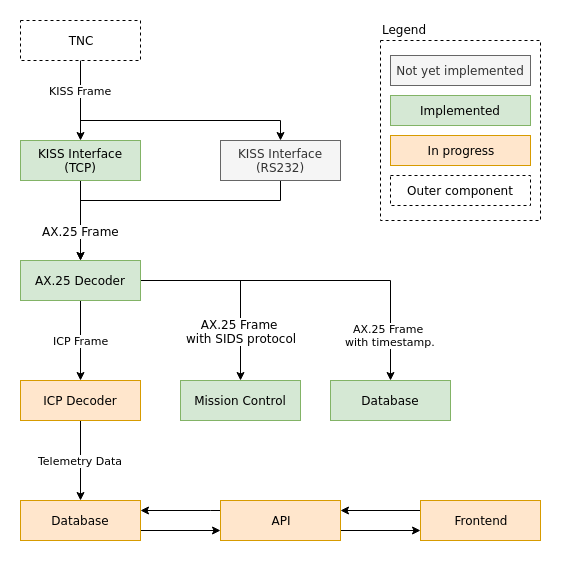 TNC
Legend
Not yet implemented
Implemented
In progress
Outer component
KISS Frame
KISS Interface
(TCP)
KISS Interface
(RS232)
AX.25 Frame
AX.25 Decoder
ICP Frame
AX.25 Frame
with SIDS protocol
AX.25 Frame
with timestamp.
ICP Decoder
Mission Control
Database
Telemetry Data
Database
API
Frontend